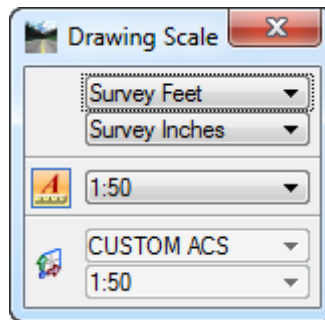 Drawing Scale
Survey Feet
Survey Inches
A
1:50
CUSTOM ACS
1:50